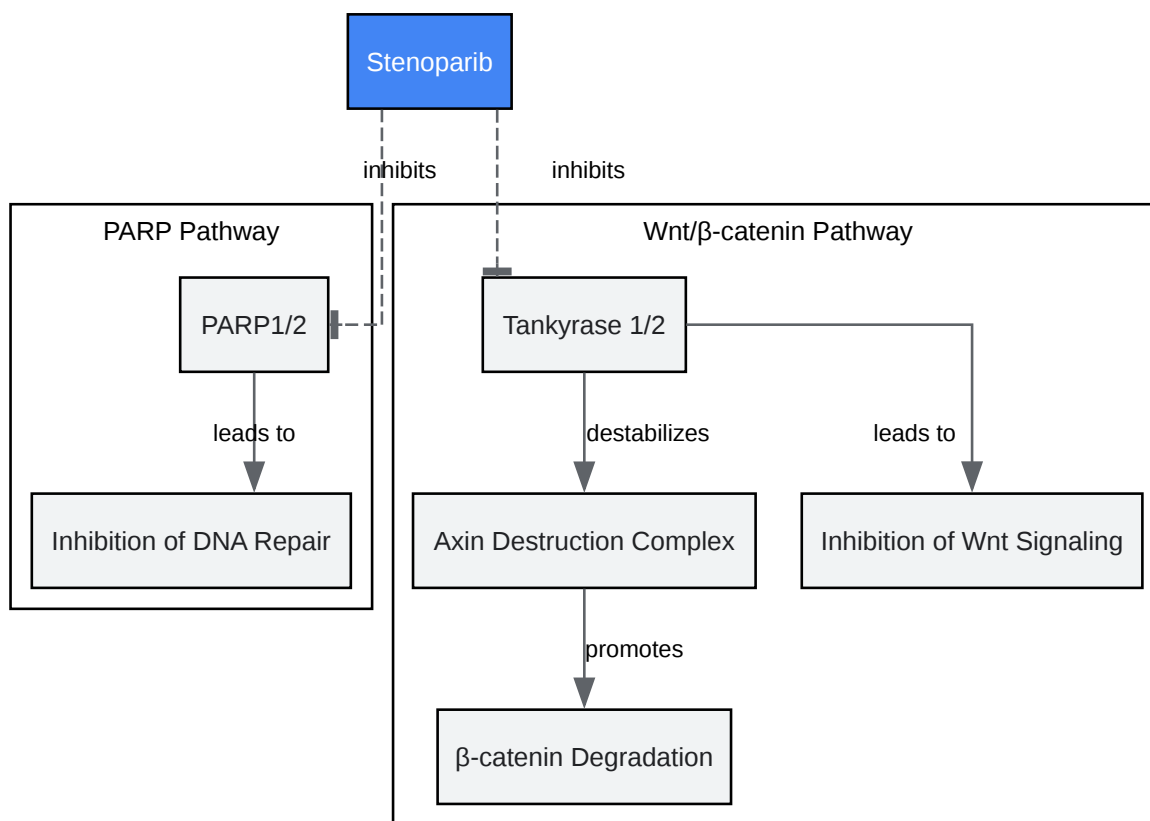 Stenoparib
inhibits
inhibits
PARP Pathway
Wnt/β-catenin Pathway
PARP1/2
Tankyrase 1/2
leads to
destabilizes
leads to
Inhibition of DNA Repair
Axin Destruction Complex
Inhibition of Wnt Signaling
promotes
β-catenin Degradation